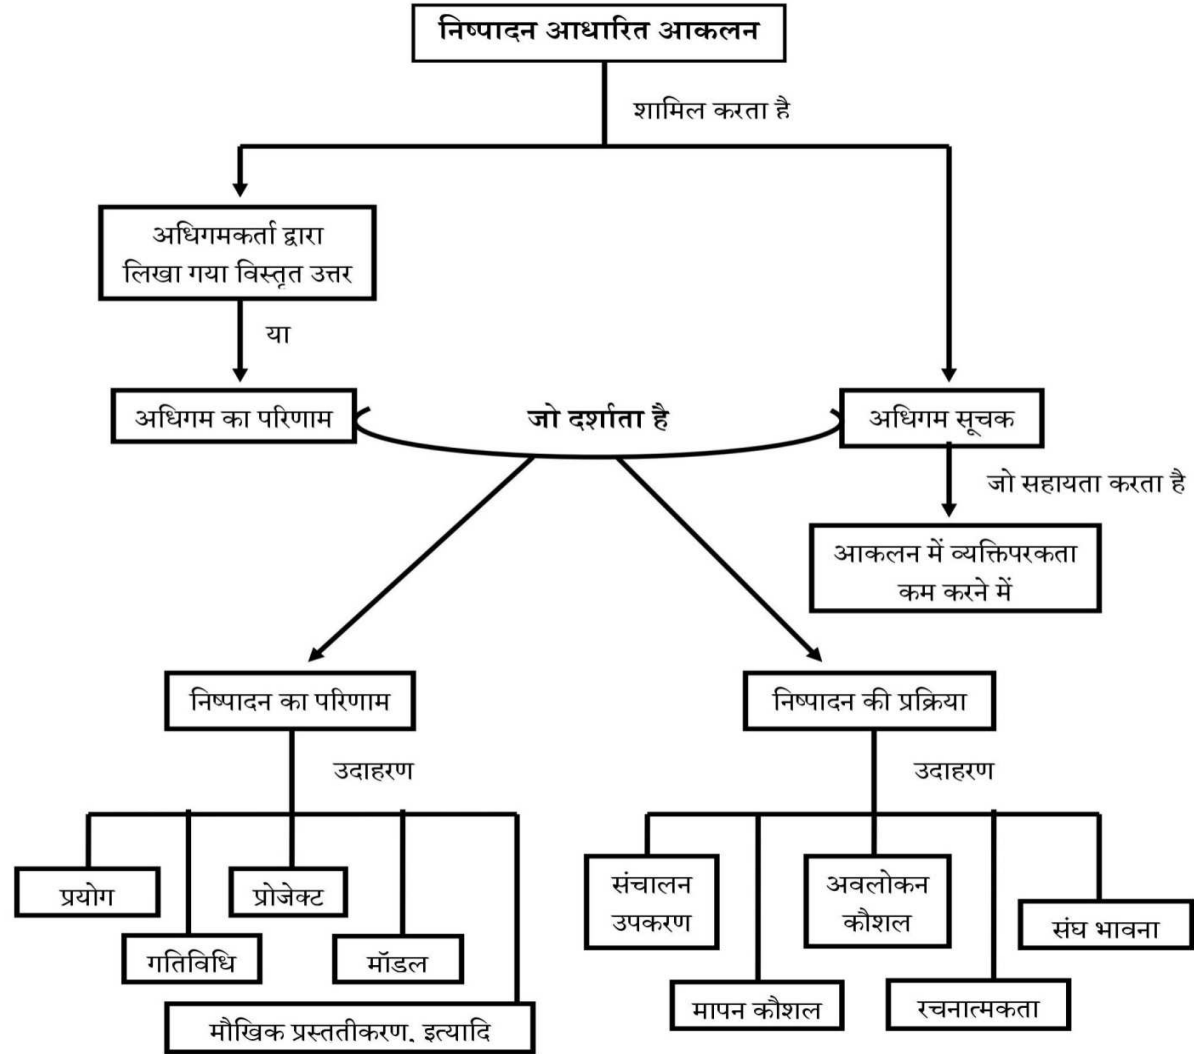 निष्पादन आधारित आकलन
शामिल करता है
अधिगमकर्ता द्वारा
लिखा गया विस्तृत उत्तर
या
अधिगम का परिणाम
जो दर्शाता है
अधिगम सूचक
जो सहायता करता है
आकलन में व्यक्तिपरकता
कम करने में
निष्पादन का परिणाम
निष्पादन की प्रक्रिया
उदाहरण
उदाहरण
प्रयोग
प्रोजेक्ट
गतिविधि
मॉडल
मौखिक प्रस्ततीकरण, इत्यादि
संचालन
उपकरण
अवलोकन
कौशल
संघ भावना
मापन कौशल
रचनात्मकता